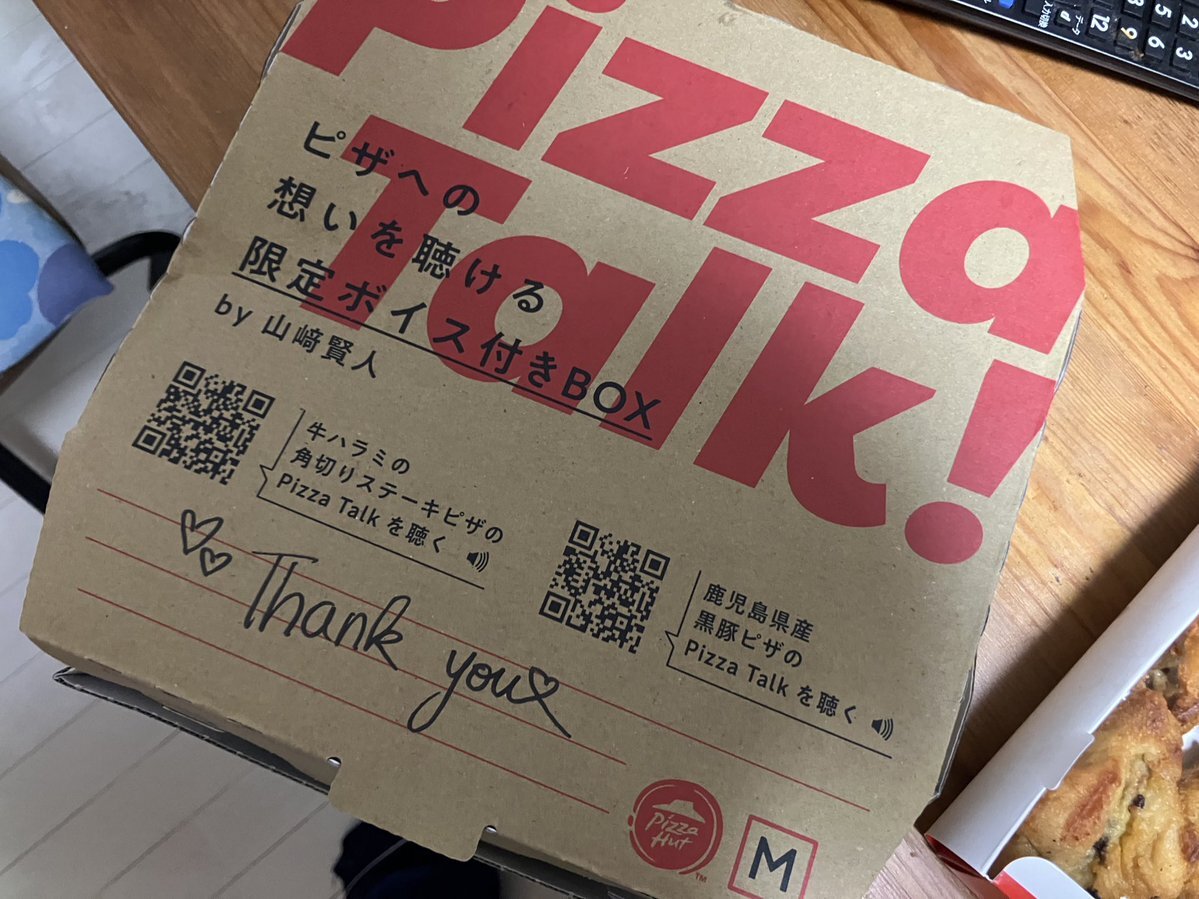 Pizza
Talk!
ピザへの
想いを聴ける
限定ボイス付きBOX
by 山﨑賢人
牛ハラミの
角切りステーキピザの
Pizza Talk を聴く
Thank you
鹿児島県産
黒豚ピザの
Pizza Talk を聴く
Pizza
Hut
TM
M